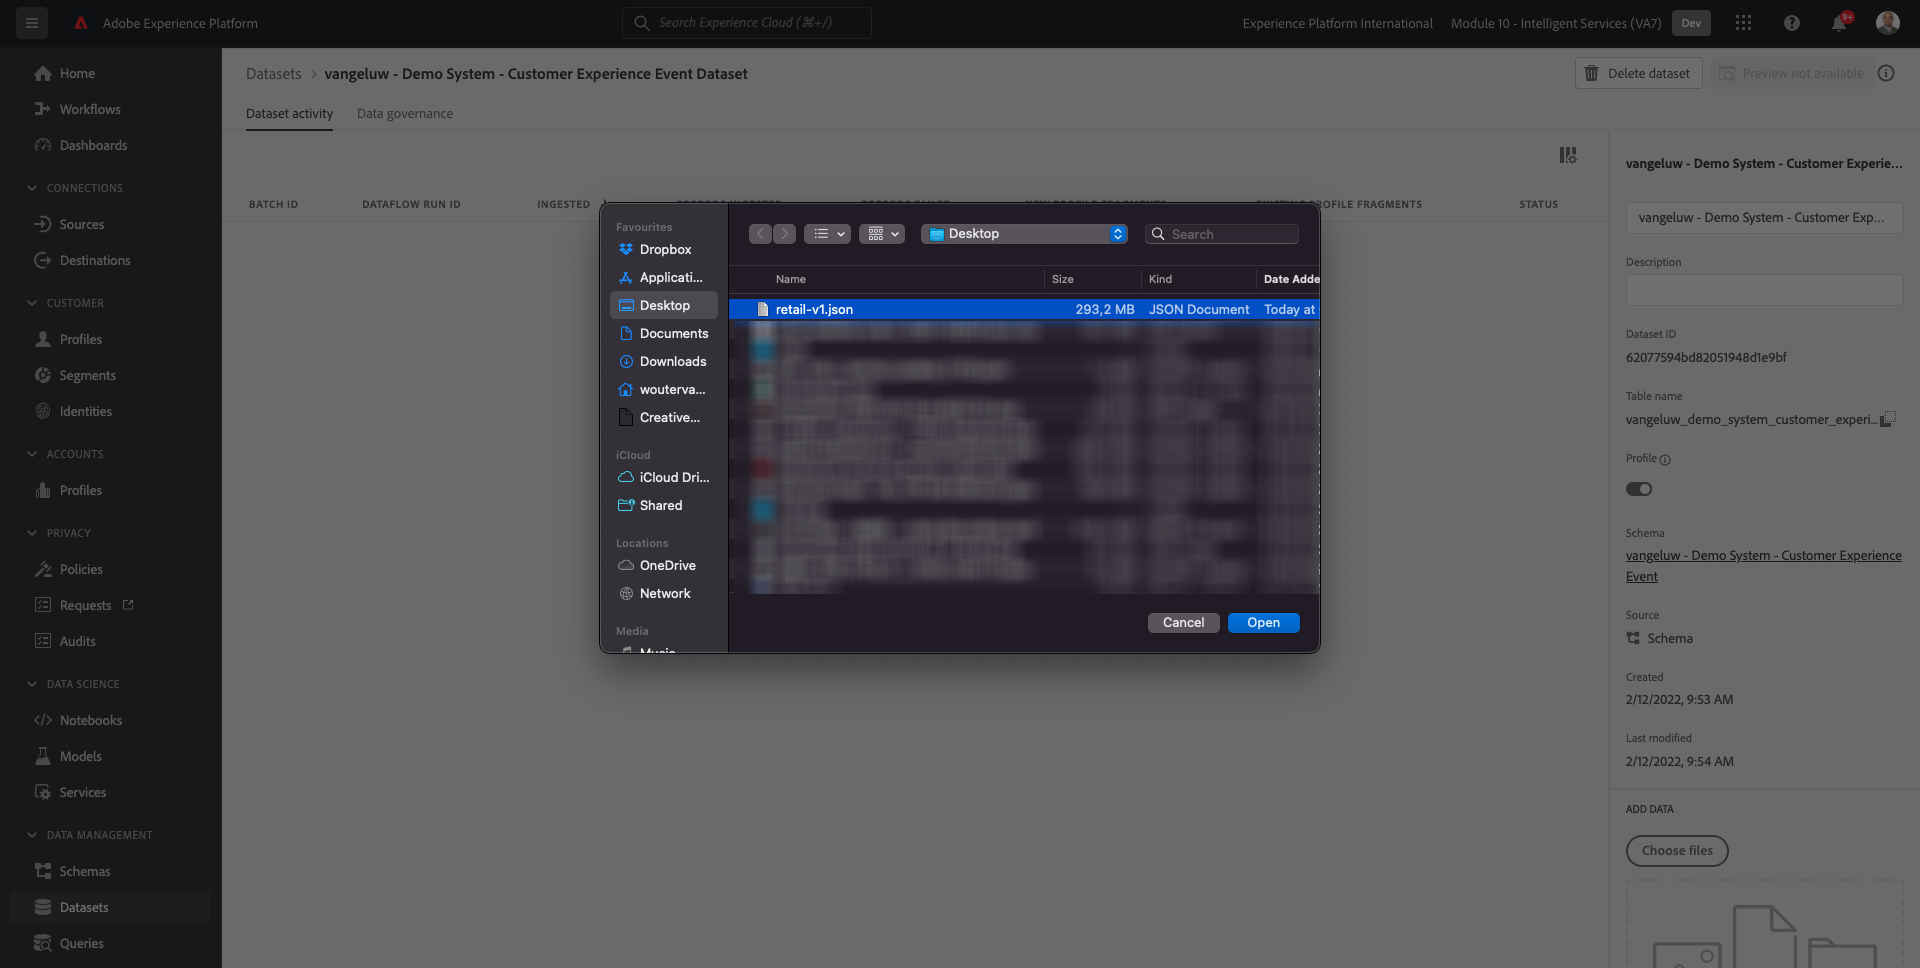 Adobe Experience Platform
Search Experience Cloud (⌘+/)
Experience Platform International
Module 10 - Intelligent Services (VA7)
Dev
9+
Home
Workflows
Dashboards
CONNECTIONS
Sources
Destinations
CUSTOMER
Profiles
Segments
Identities
ACCOUNTS
Profiles
PRIVACY
Policies
Requests
Audits
DATA SCIENCE
Notebooks
Models
Services
DATA MANAGEMENT
Schemas
Datasets
Queries
Datasets > vangeluw - Demo System - Customer Experience Event Dataset
Delete dataset
Preview not available
Dataset activity
Data governance
BATCH ID
DATAFLOW RUN ID
INGESTED
PROFILE FRAGMENTS
STATUS
Favourites
Dropbox
Applicati...
Desktop
Documents
Downloads
wouterva...
Creative...
iCloud
iCloud Dri...
Shared
Locations
OneDrive
Network
Media
Music
Desktop
Search
Name
Size
Kind
Date Adde
retail-v1.json
293,2 MB
JSON Document
Today at
Cancel
Open
vangeluw - Demo System - Customer Experie...
vangeluw - Demo System - Customer Exp...
Description
Dataset ID
62077594bd82051948d1e9bf
Table name
vangeluw_demo_system_customer_experi...
Profile
Schema
vangeluw - Demo System - Customer Experience
Event
Source
Schema
Created
2/12/2022, 9:53 AM
Last modified
2/12/2022, 9:54 AM
ADD DATA
Choose files